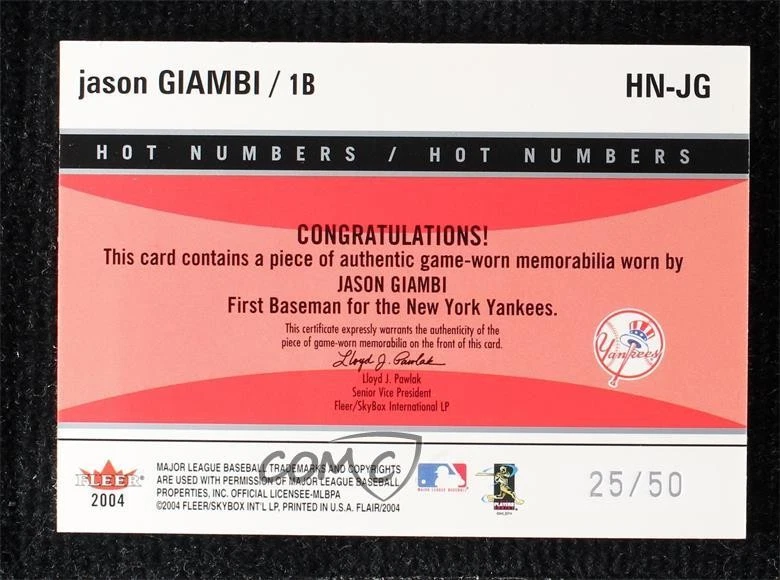 jason GIAMBI / 1B
HN-JG
HOT NUMBERS / HOT NUMBERS
CONGRATULATIONS!
This card contains a piece of authentic game-worn memorabilia worn by
JASON GIAMBI
First Baseman for the New York Yankees.
This certificate expressly warrants the authenticity of the
piece of game-worn memorabilia on the front of this card.
Lloyd J. Pawlak
Lloyd J. Pawlak
Senior Vice President
Fleer/SkyBox International LP
Yankees
FLEER
2004
MAJOR LEAGUE BASEBALL TRADEMARKS AND COPYRIGHTS
ARE USED WITH PERMISSION OF MAJOR LEAGUE BASEBALL
PROPERTIES, INC. OFFICIAL LICENSEE-MLBPA
©2004 FLEER/SKYBOX INT'L LP, PRINTED IN U.S.A. FLAIR/2004
COMC
MAJOR LEAGUE BASEBALL
PLAYERS
25/50